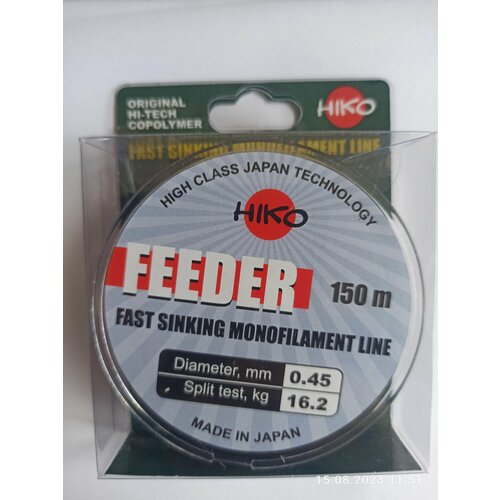 ORIGINAL
HI-TECH
COPOLYMER
HIKO
FAST SINKING MONOFILAMENT LINE
HIGH CLASS JAPAN TECHNOLOGY
HIKO
FEEDER
150 m
FAST SINKING MONOFILAMENT LINE
Diameter, mm 0.45
Split test, kg 16.2
MADE IN JAPAN
15.08.2023 14:51